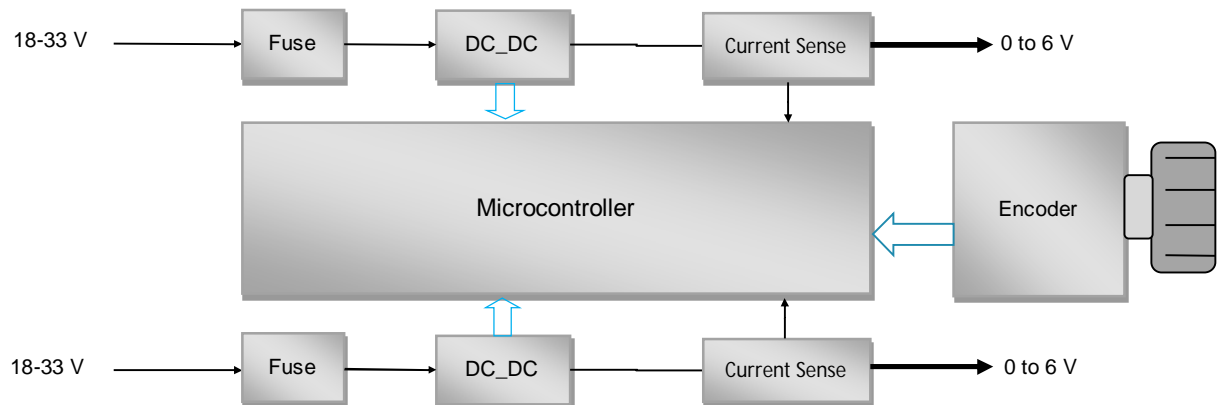 18-33 V
Fuse
DC_DC
Current Sense
0 to 6 V
Microcontroller
Encoder
18-33 V
Fuse
DC_DC
Current Sense
0 to 6 V